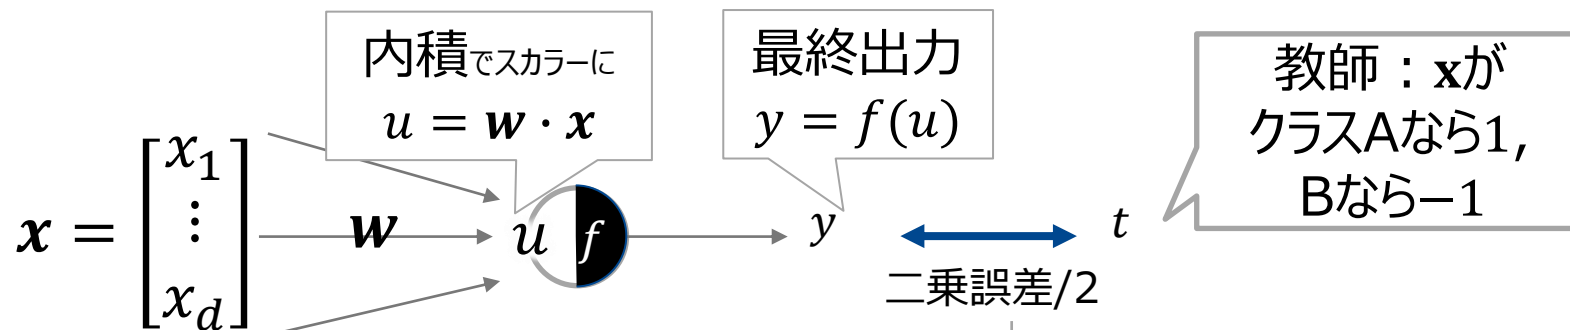 内積でスカラーに
u = w · x
最終出力
y = f(u)
教師：xが
クラスAなら1,
Bなら−1
x = [x₁ ⋮ x_d]
w
u
f
y
t
二乗誤差/2